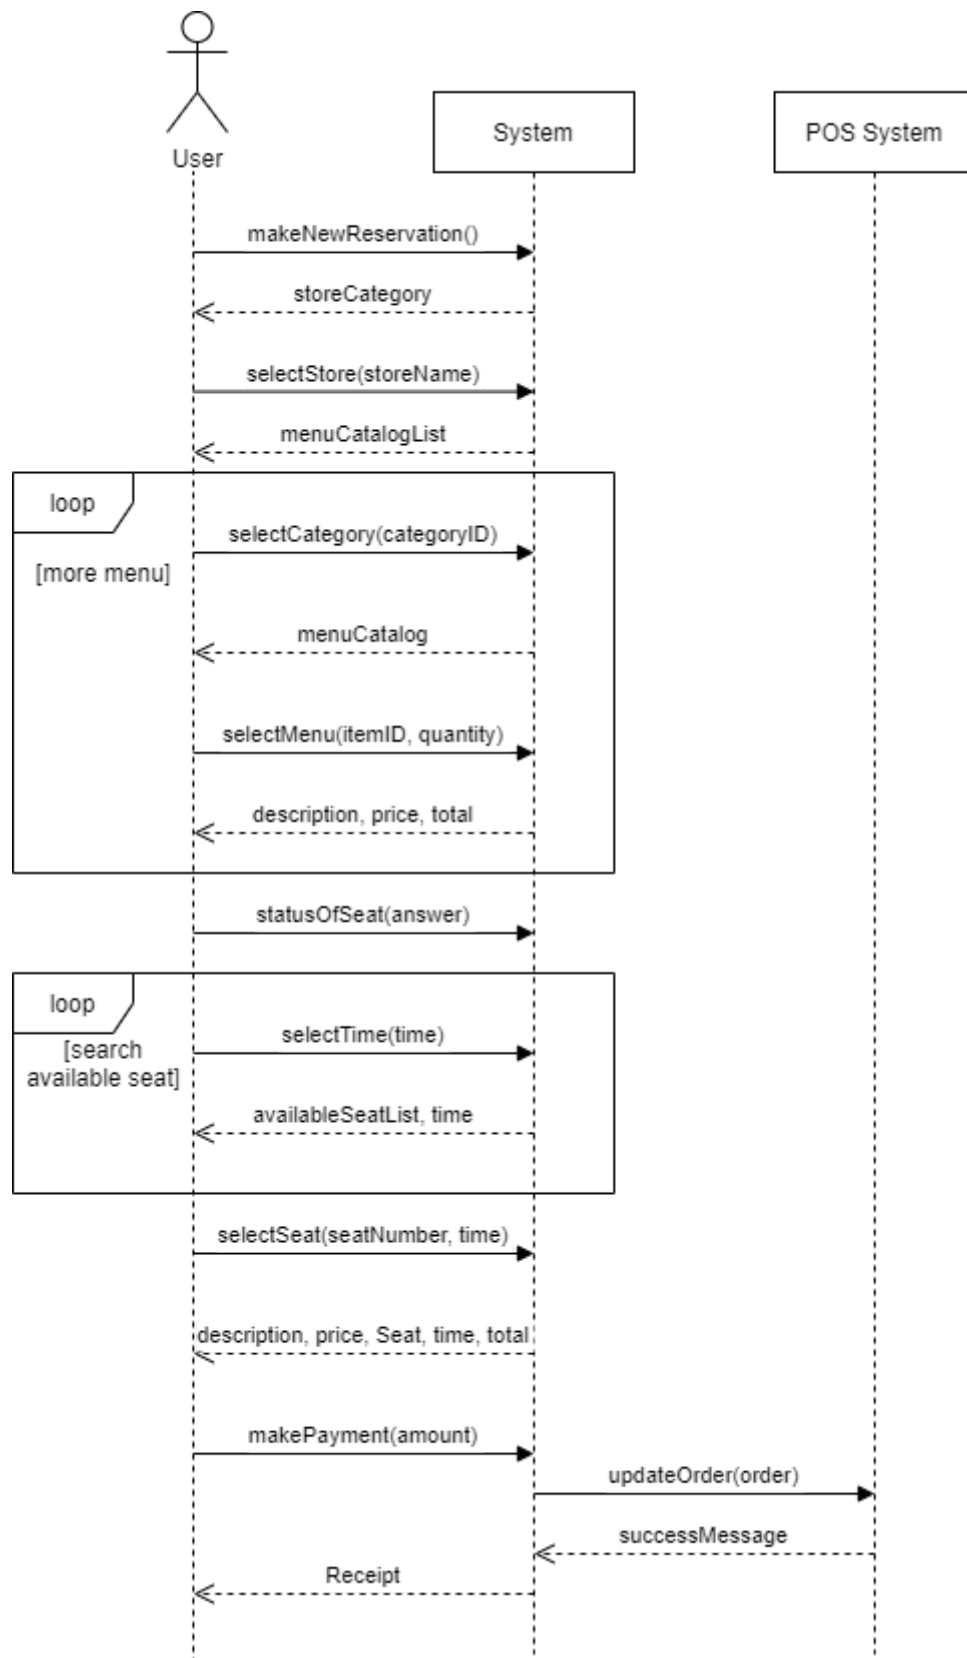 User
System
POS System
makeNewReservation()
storeCategory
selectStore(storeName)
menuCatalogList
loop
[more menu]
selectCategory(categoryID)
menuCatalog
selectMenu(itemID, quantity)
description, price, total
statusOfSeat(answer)
loop
[search
available seat]
selectTime(time)
availableSeatList, time
selectSeat(seatNumber, time)
description, price, Seat, time, total
makePayment(amount)
updateOrder(order)
successMessage
Receipt